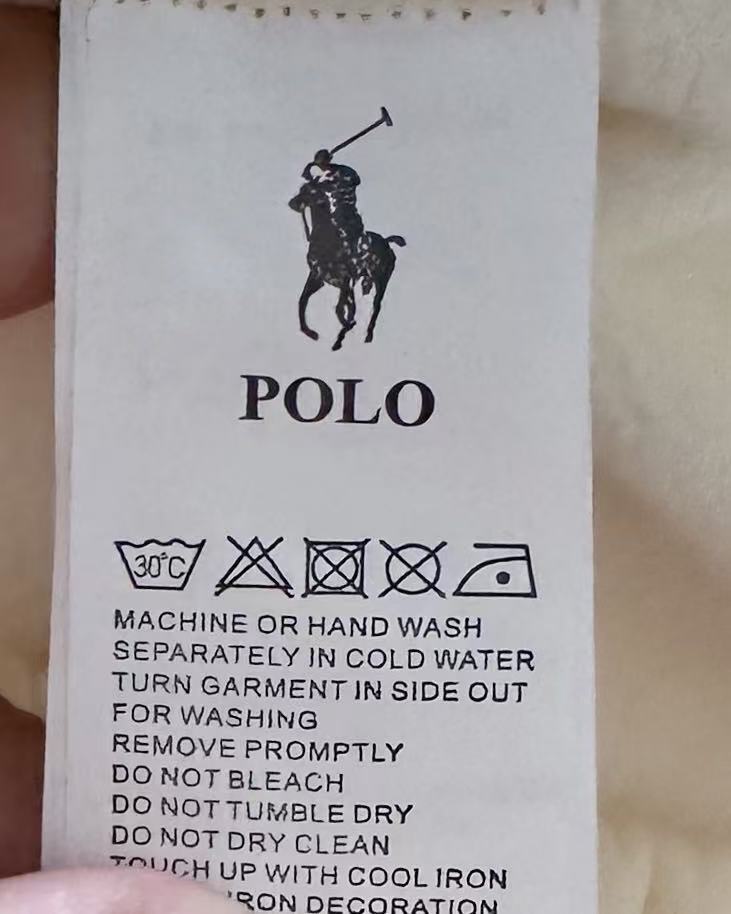 POLO
30°C
MACHINE OR HAND WASH
SEPARATELY IN COLD WATER
TURN GARMENT IN SIDE OUT
FOR WASHING
REMOVE PROMPTLY
DO NOT BLEACH
DO NOT TUMBLE DRY
DO NOT DRY CLEAN
TOUCH UP WITH COOL IRON
IRON DECORATION